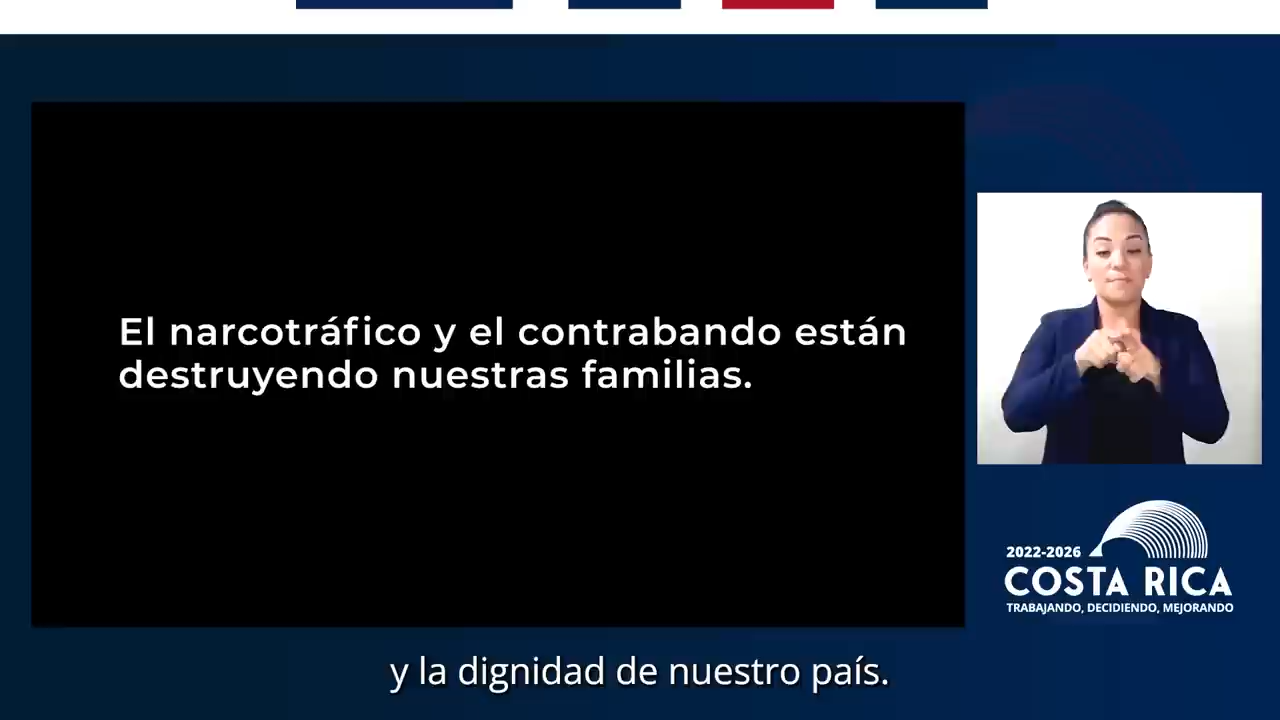 El narcotráfico y el contrabando están
destruyendo nuestras familias.
2022-2026
COSTA RICA
TRABAJANDO, DECIDIENDO, MEJORANDO
y la dignidad de nuestro país.